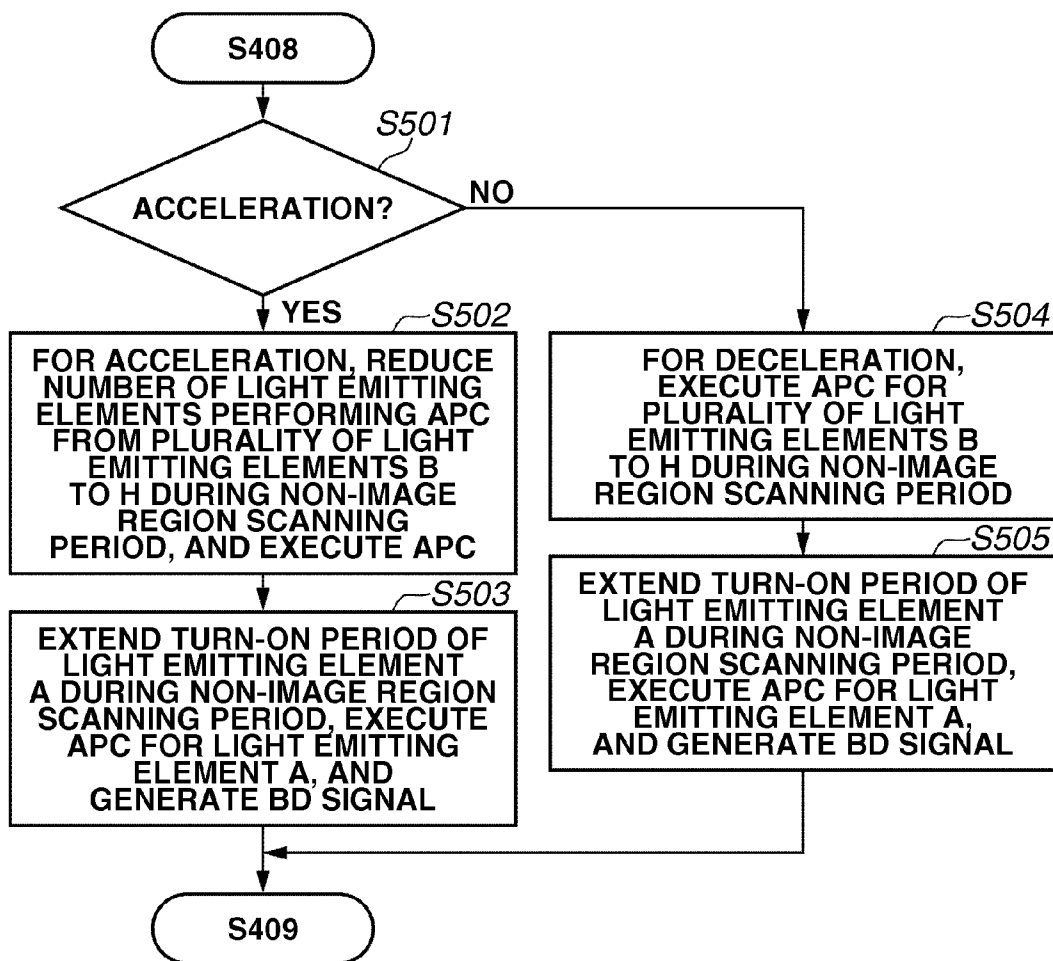 S408
S501
ACCELERATION?
NO
YES
S502
FOR ACCELERATION, REDUCE
NUMBER OF LIGHT EMITTING
ELEMENTS PERFORMING APC
FROM PLURALITY OF LIGHT
EMITTING ELEMENTS B
TO H DURING NON-IMAGE
REGION SCANNING
PERIOD, AND EXECUTE APC
S503
EXTEND TURN-ON PERIOD OF
LIGHT EMITTING ELEMENT
A DURING NON-IMAGE REGION
SCANNING PERIOD, EXECUTE
APC FOR LIGHT EMITTING
ELEMENT A, AND
GENERATE BD SIGNAL
S504
FOR DECELERATION,
EXECUTE APC FOR
PLURALITY OF LIGHT
EMITTING ELEMENTS B
TO H DURING NON-IMAGE
REGION SCANNING PERIOD
S505
EXTEND TURN-ON PERIOD OF
LIGHT EMITTING ELEMENT
A DURING NON-IMAGE
REGION SCANNING PERIOD,
EXECUTE APC FOR LIGHT
EMITTING ELEMENT A,
AND GENERATE BD SIGNAL
S409